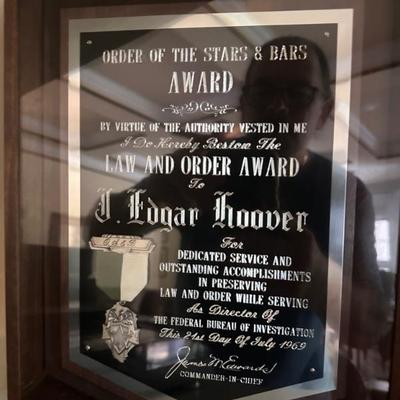 ORDER OF THE STARS & BARS
AWARD
BY VIRTUE OF THE AUTHORITY VESTED IN ME
I Do Hereby Bestow The
LAW AND ORDER AWARD
To
J. Edgar Hoover
For
DEDICATED SERVICE AND
OUTSTANDING ACCOMPLISHMENTS
IN PRESERVING
LAW AND ORDER WHILE SERVING
As Director Of
THE FEDERAL BUREAU OF INVESTIGATION
This 21st Day Of July 1969
James M. Edwards
COMMANDER-IN-CHIEF